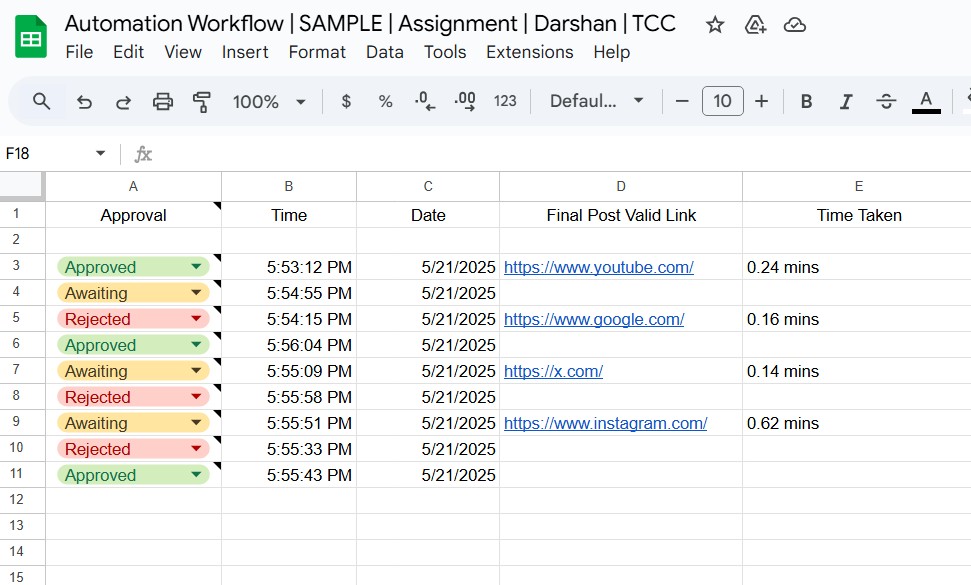 Automation Workflow | SAMPLE | Assignment | Darshan | TCC
File Edit View Insert Format Data Tools Extensions Help
100% $ % .0 .00 123 Defaul... 10 B I S A
F18 fx
A B C D E
1 Approval Time Date Final Post Valid Link Time Taken
2
3 Approved 5:53:12 PM 5/21/2025 https://www.youtube.com/ 0.24 mins
4 Awaiting 5:54:55 PM 5/21/2025
5 Rejected 5:54:15 PM 5/21/2025 https://www.google.com/ 0.16 mins
6 Approved 5:56:04 PM 5/21/2025
7 Awaiting 5:55:09 PM 5/21/2025 https://x.com/ 0.14 mins
8 Rejected 5:55:58 PM 5/21/2025
9 Awaiting 5:55:51 PM 5/21/2025 https://www.instagram.com/ 0.62 mins
10 Rejected 5:55:33 PM 5/21/2025
11 Approved 5:55:43 PM 5/21/2025
12
13
14
15